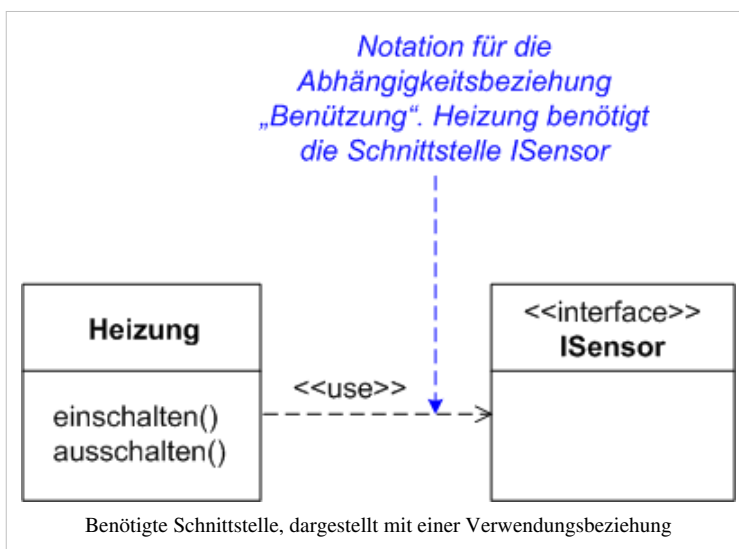 Notation für die
Abhängigkeitsbeziehung
„Benützung“. Heizung benötigt
die Schnittstelle ISensor
Heizung
einschalten()
ausschalten()
<<use>>
<<interface>>
ISensor
Benötigte Schnittstelle, dargestellt mit einer Verwendungsbeziehung